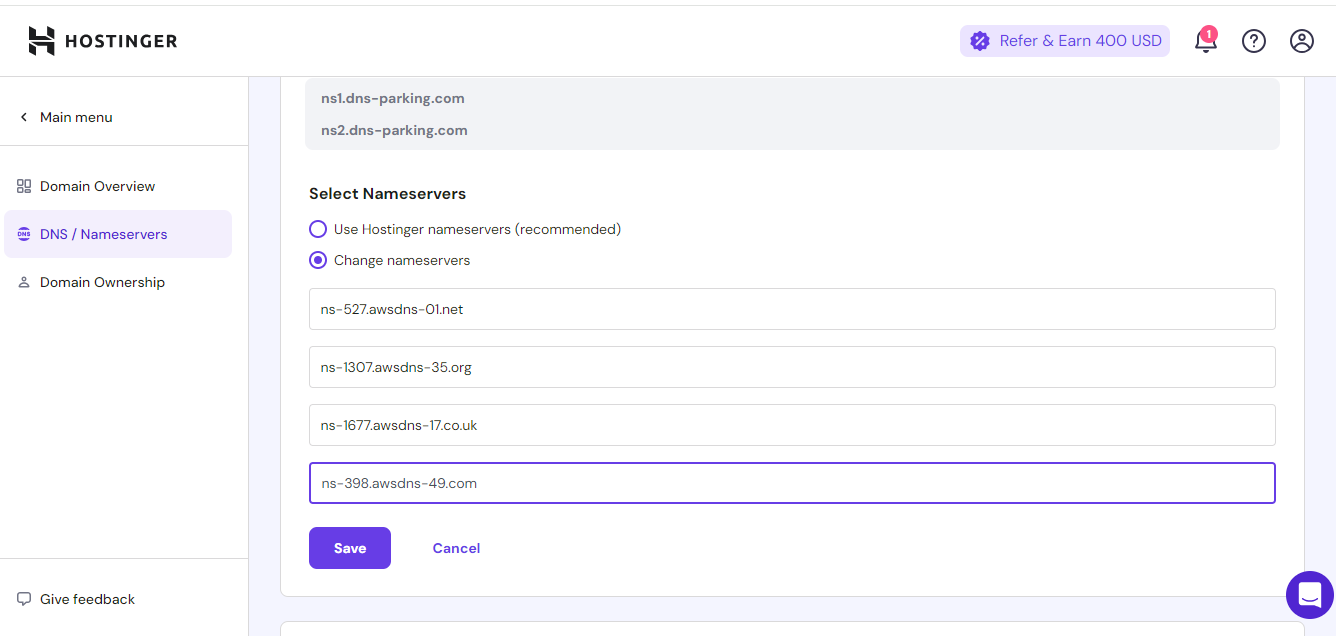 HOSTINGER
Refer & Earn 400 USD
1
Main menu
Domain Overview
DNS DNS / Nameservers
Domain Ownership
Give feedback
ns1.dns-parking.com
ns2.dns-parking.com
Select Nameservers
Use Hostinger nameservers (recommended)
Change nameservers
ns-527.awsdns-01.net
ns-1307.awsdns-35.org
ns-1677.awsdns-17.co.uk
ns-398.awsdns-49.com
Save Cancel